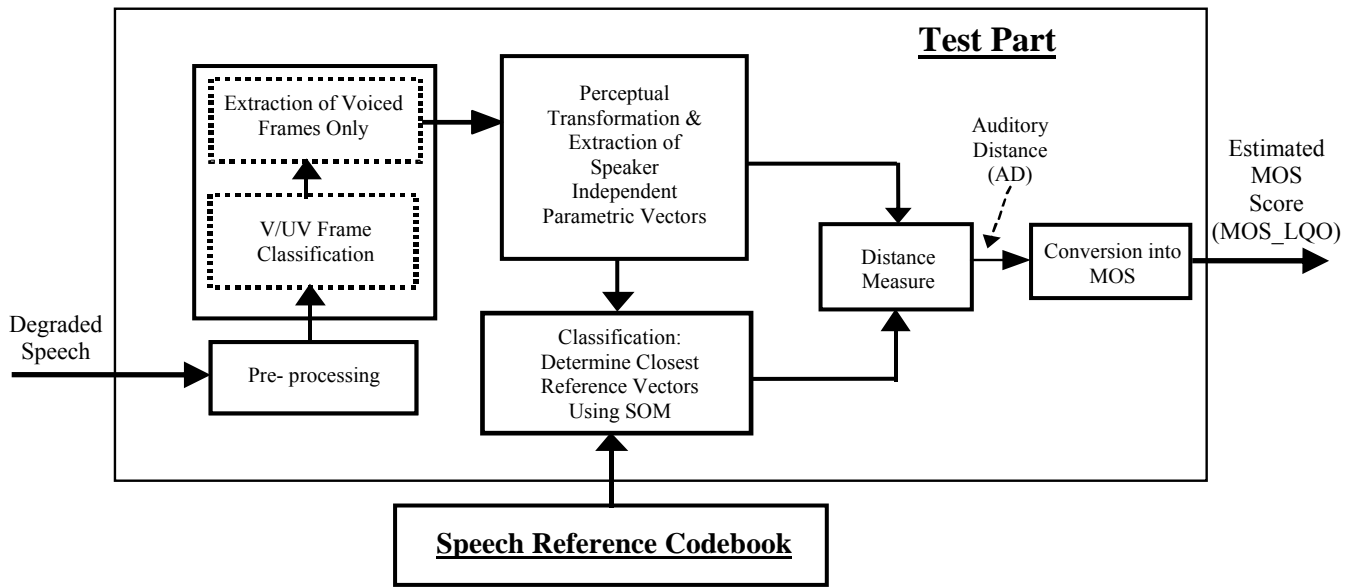 Test Part
Extraction of Voiced
Frames Only
V/UV Frame
Classification
Degraded
Speech
Pre- processing
Perceptual
Transformation &
Extraction of
Speaker
Independent
Parametric Vectors
Classification:
Determine Closest
Reference Vectors
Using SOM
Auditory
Distance
(AD)
Distance
Measure
Conversion into
MOS
Estimated
MOS
Score
(MOS_LQO)
Speech Reference Codebook